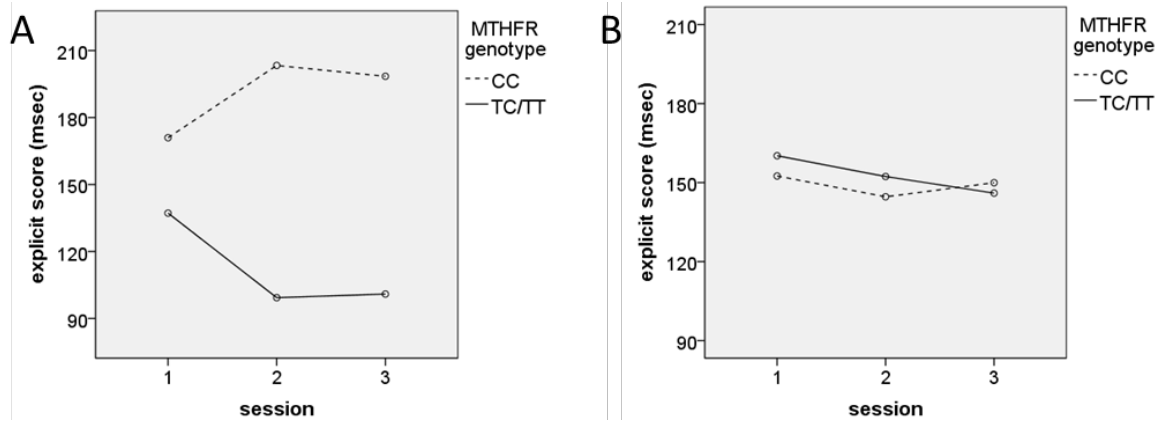 A
MTHFR
genotype
CC
TC/TT
explicit score (msec)
210
180
150
120
90
1 2 3
session
B
MTHFR
genotype
CC
TC/TT
explicit score (msec)
210
180
150
120
90
1 2 3
session